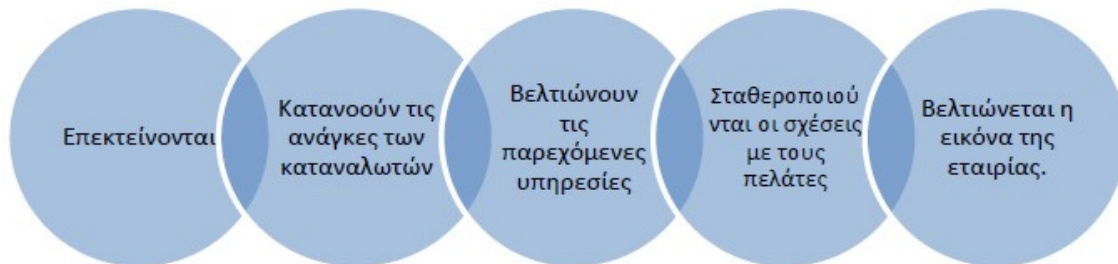 Επεκτείνονται
Κατανοούν τις
ανάγκες των
καταναλωτών
Βελτιώνουν
τις
παρεχόμενες
υπηρεσίες
Σταθεροποιού
νται οι σχέσεις
με τους
πελάτες
Βελτιώνεται η
εικόνα της
εταιρίας.